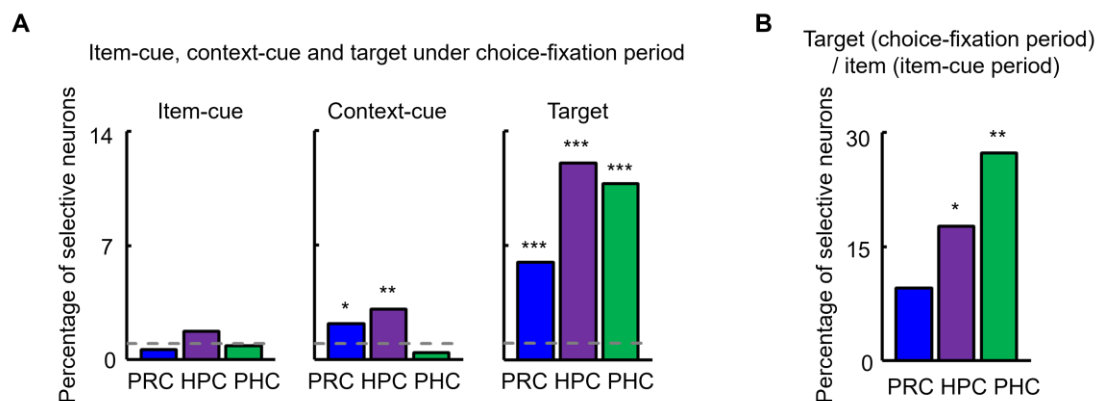 A
Item-cue, context-cue and target under choice-fixation period
Percentage of selective neurons
Item-cue
Context-cue
Target
14
7
0
*
**
***
***
***
PRC HPC PHC
PRC HPC PHC
PRC HPC PHC
B
Target (choice-fixation period)
/ item (item-cue period)
Percentage of selective neurons
30
15
0
*
**
PRC HPC PHC